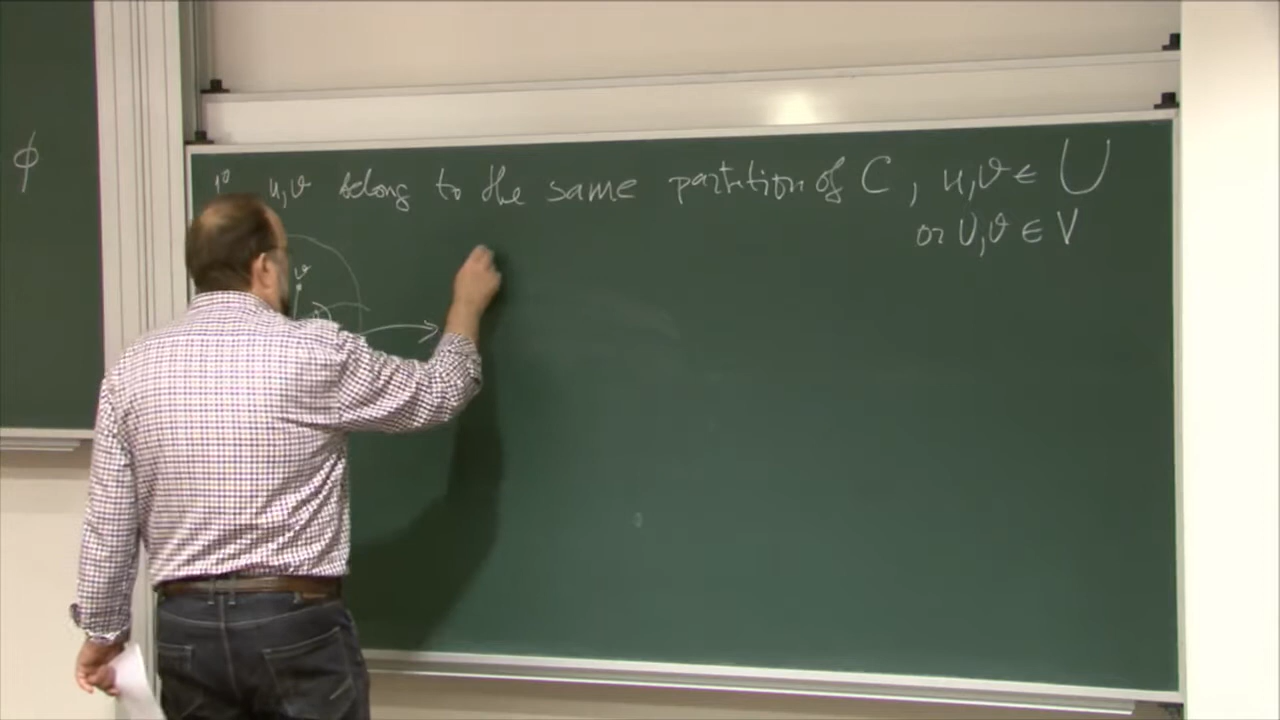 ϕ
1° u,v belong to the same partition of C, u,v ∈ U
or U,v ∈ V
v